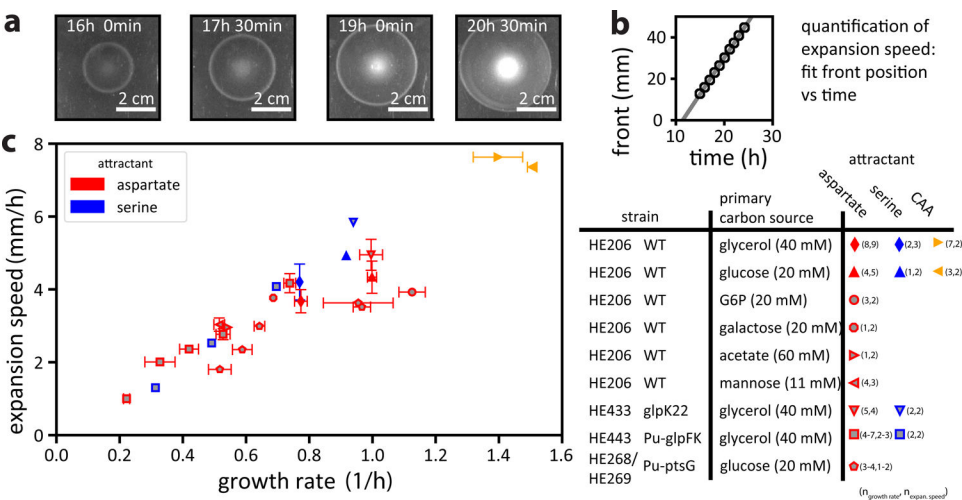 a
16h 0min
17h 30min
19h 0min
20h 30min
2 cm
2 cm
2 cm
2 cm
b
front (mm)
40
20
0
10
20
30
time (h)
quantification of
expansion speed:
fit front position
vs time
c
expansion speed (mm/h)
8
6
4
2
0
0.0
0.2
0.4
0.6
0.8
1.0
1.2
1.4
1.6
growth rate (1/h)
attractant
aspartate
serine
attractant
aspartate
serine
CAA
strain
primary
carbon source
HE206 WT glycerol (40 mM) (8,9) (2,3) (7,2)
HE206 WT glucose (20 mM) (4,5) (1,2) (3,2)
HE206 WT G6P (20 mM) (3,2)
HE206 WT galactose (20 mM) (1,2)
HE206 WT acetate (60 mM) (1,2)
HE206 WT mannose (11 mM) (4,3)
HE433 glpK22 glycerol (40 mM) (5,4) (2,2)
HE443 Pu-glpFK glycerol (40 mM) (4-7,2-3) (2,2)
HE268/
HE269 Pu-ptsG glucose (20 mM) (3-4,1-2)
(n growth rate, n expan. speed)